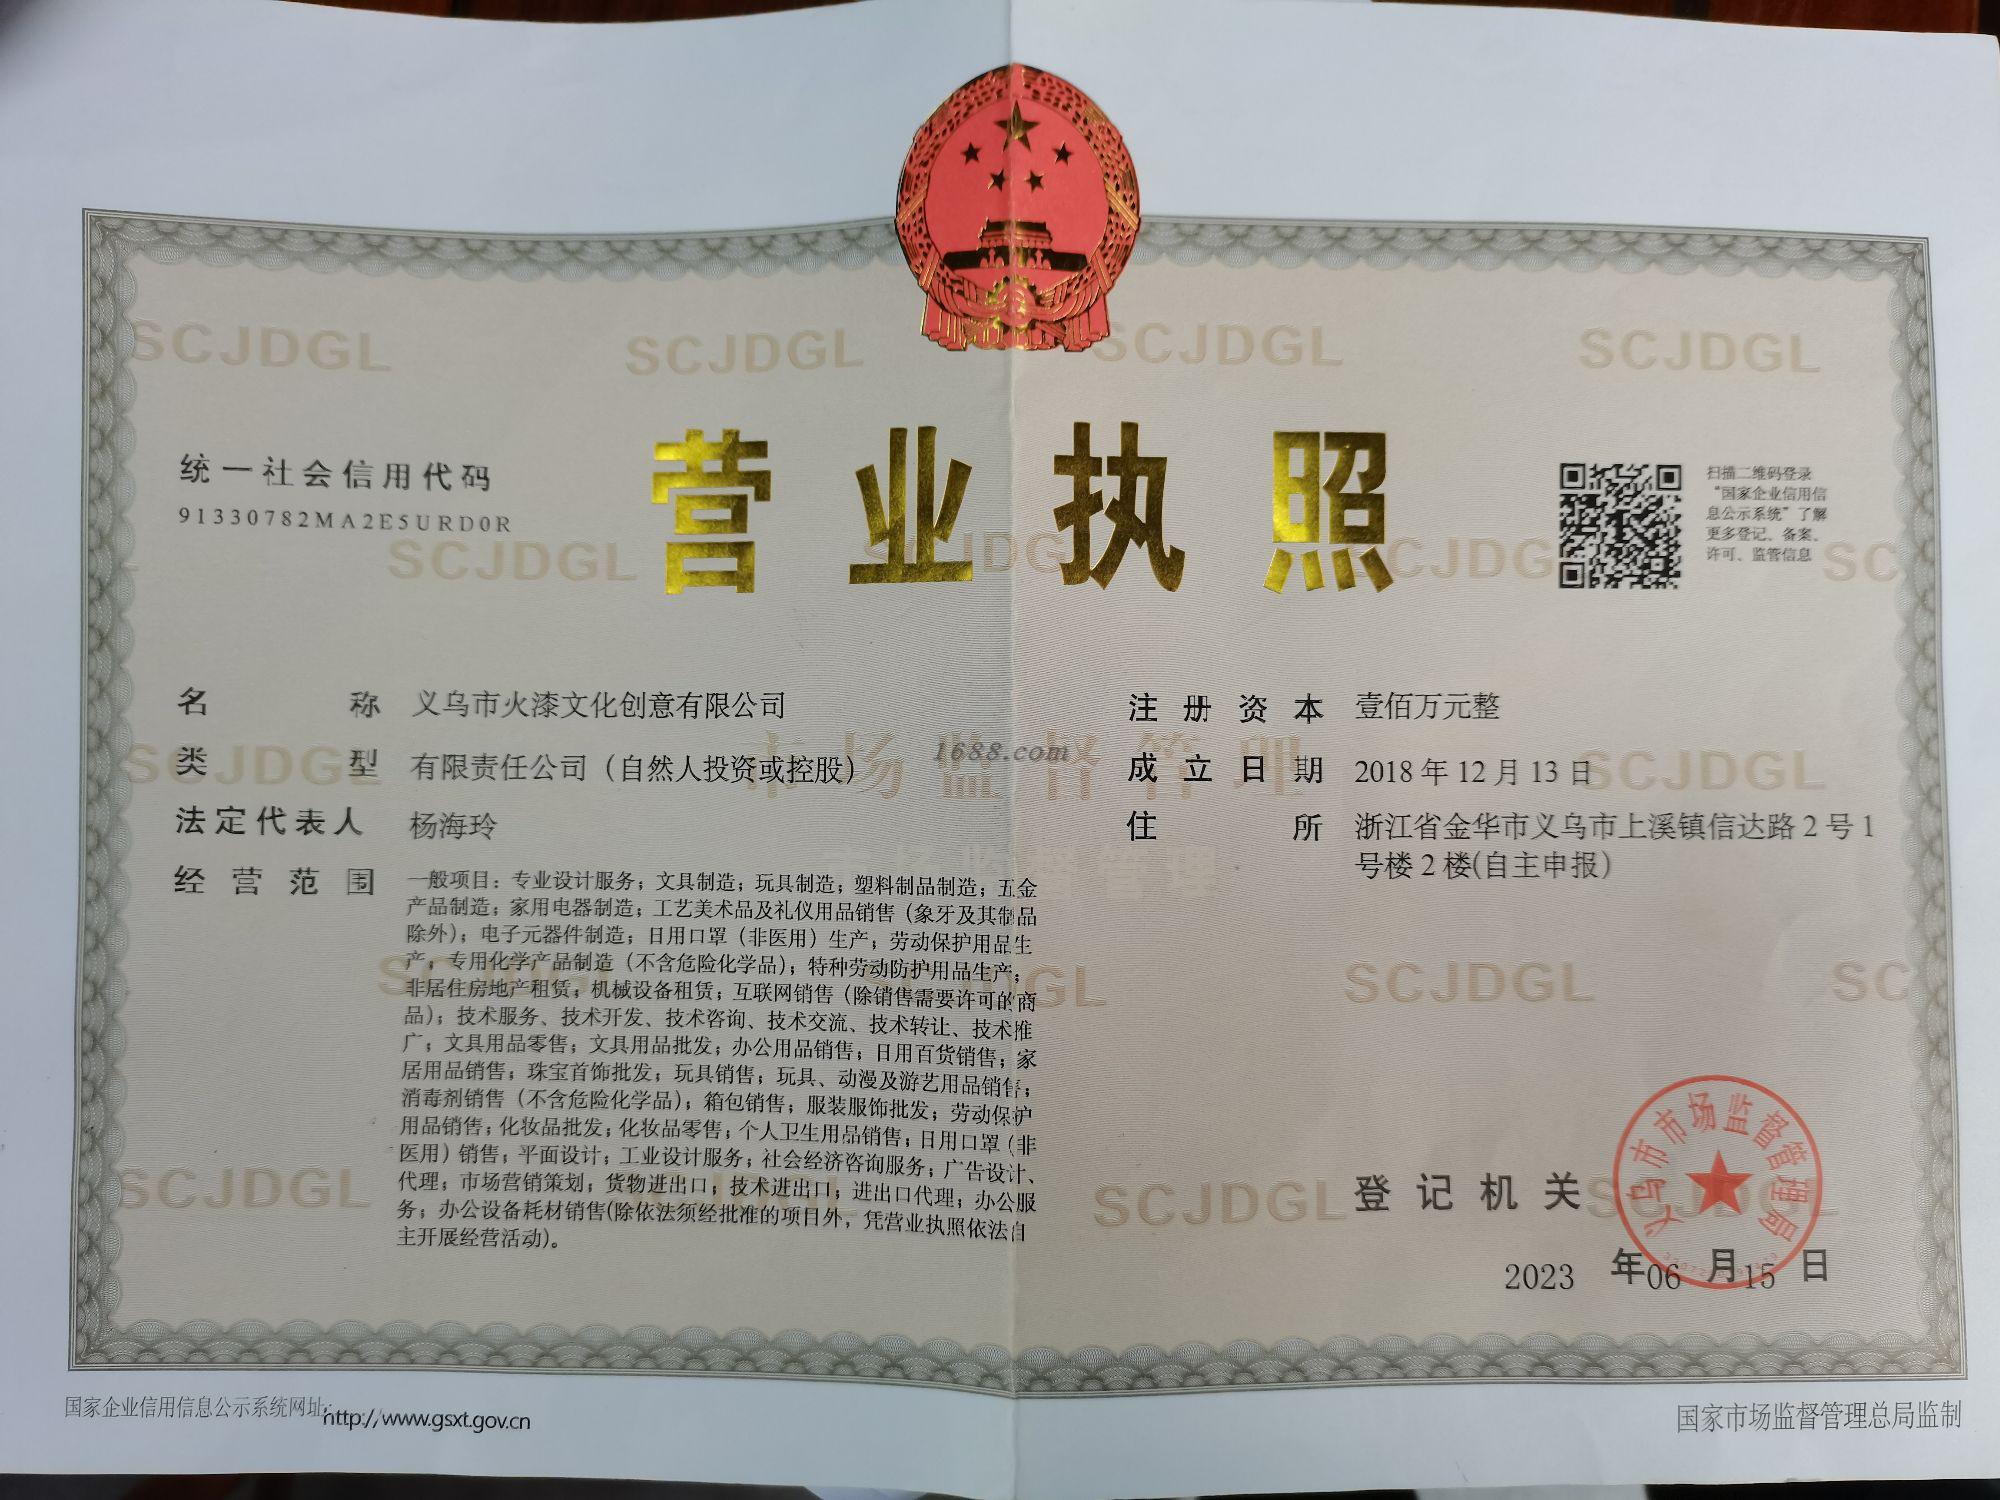 SCJDGL SCJDGL SCJDGL SCJDGL
营业执照
统一社会信用代码
91330782MA2E5URD0R
扫描二维码登录
“国家企业信用信
息公示系统”了解
更多登记、备案、
许可、监管信息
SCJDGL SCJDGL SC
名称 义乌市火漆文化创意有限公司
类型 有限责任公司（自然人投资或控股）
法定代表人 杨海玲
经营范围 一般项目：专业设计服务；文具制造；玩具制造；塑料制品制造；五金
产品制造；家用电器制造；工艺美术品及礼仪用品销售（象牙及其制品
除外）；电子元器件制造；日用口罩（非医用）生产；劳动保护用品生
产；专用化学产品制造（不含危险化学品）；特种劳动防护用品生产；
非居住房地产租赁；机械设备租赁；互联网销售（除销售需要许可的商
品）；技术服务、技术开发、技术咨询、技术交流、技术转让、技术推
广；文具用品零售；文具用品批发；办公用品销售；日用百货销售；家
居用品销售；珠宝首饰批发；玩具销售；玩具、动漫及游艺用品销售；
消毒剂销售（不含危险化学品）；箱包销售；服装服饰批发；劳动保护
用品销售；化妆品批发；化妆品零售；个人卫生用品销售；日用口罩（非
医用）销售；平面设计；工业设计服务；社会经济咨询服务；广告设计、
代理；市场营销策划；货物进出口；技术进出口；进出口代理；办公服
务；办公设备耗材销售(除依法须经批准的项目外，凭营业执照依法自
主开展经营活动)。
注册资本 壹佰万元整
成立日期 2018年12月13日
住所 浙江省金华市义乌市上溪镇信达路2号1
号楼2楼(自主申报)
1688.com
市场监督管理
SCJDGL SCJDGL
SCJDGL SCJDGL SC
SCJDGL SCJDGL SCJDGL
登记机关
义乌市市场监督管理局
2023年06月15日
国家企业信用信息公示系统网址：http://www.gsxt.gov.cn
国家市场监督管理总局监制